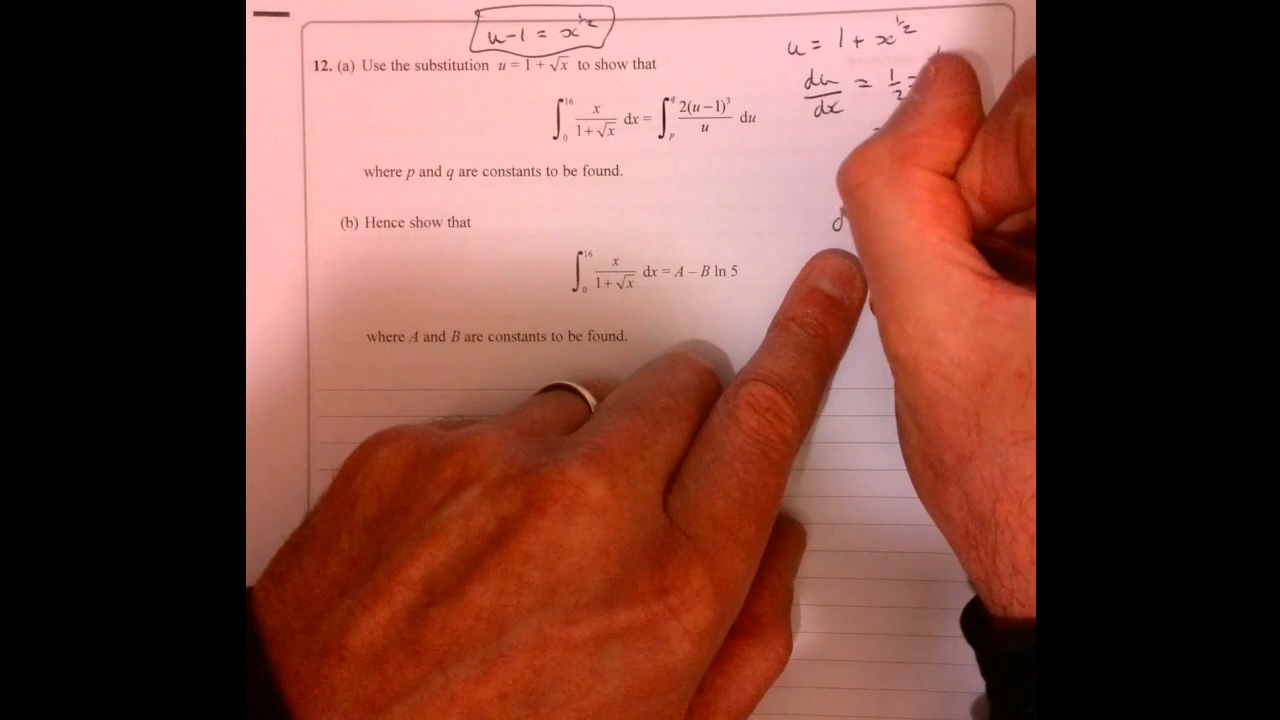 u-1 = x^½
u = 1 + x^½
12. (a) Use the substitution u = 1 + √x to show that
du/dx = 1/2
∫₀¹⁶ x/(1+√x) dx = ∫ₚ^q 2(u−1)³/u du
where p and q are constants to be found.
(b) Hence show that
∫₀¹⁶ x/(1+√x) dx = A − B ln 5
where A and B are constants to be found.